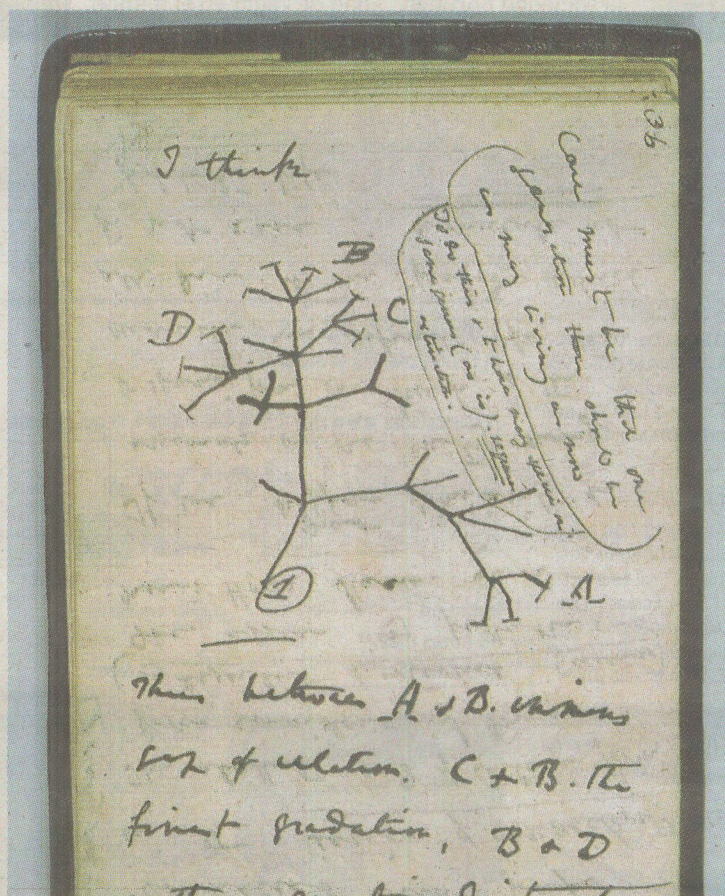 36
I think
Case must be that one
generation then should be
as many living as now
To do this & to have many species in
same genus (as is). requires
extinction.
B
D
C
1
A
Thus between A & B. immens
gap of relation. C & B. the
finest gradation, B & D